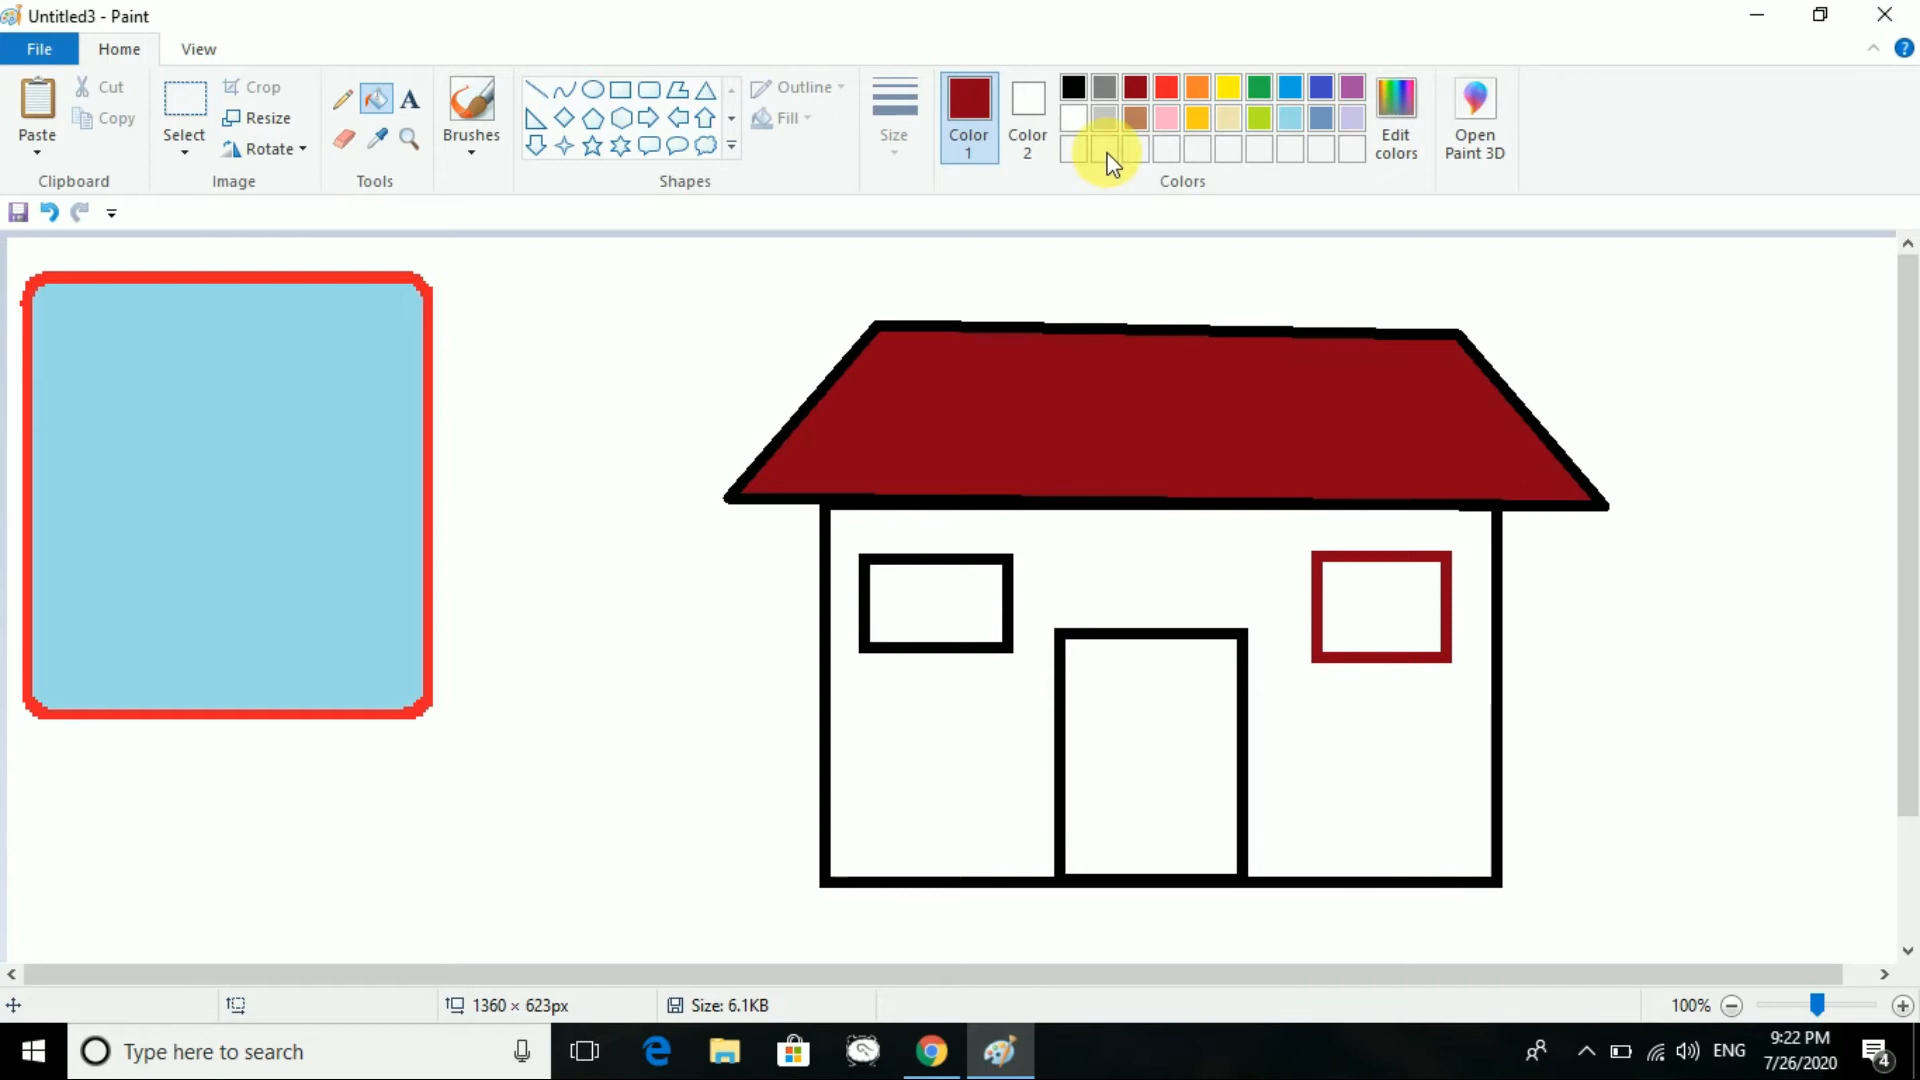 Untitled3 - Paint
File Home View
Paste Cut Copy Clipboard
Select Crop Resize Rotate Image
A
Tools
Brushes
Shapes
Outline
Fill
Size
Color 1
Color 2
Colors
Edit colors
Open Paint 3D
?
1360 × 623px
Size: 6.1KB
100%
Type here to search
ENG
9:22 PM
7/26/2020
4